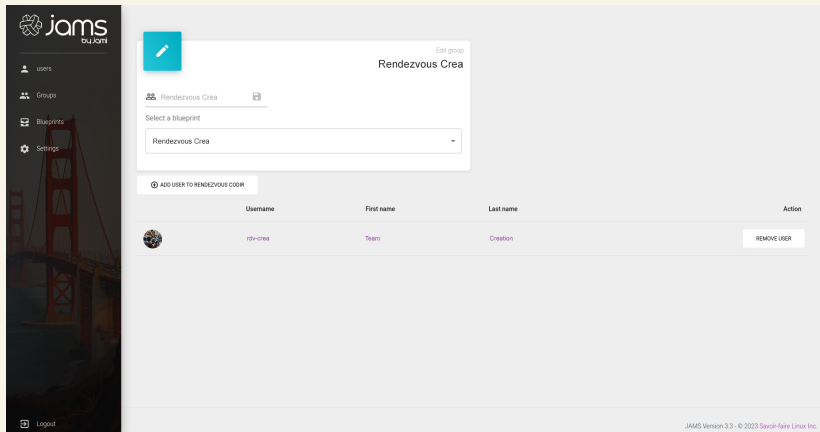 jams
by Jami
users
Groups
Blueprints
Settings
Logout
Edit group
Rendezvous Crea
Rendezvous Crea
Select a blueprint
Rendezvous Crea
ADD USER TO RENDEZVOUS CODIR
Username First name Last name Action
rdv-crea Team Creation REMOVE USER
JAMS Version 3.3 - © 2023 Savoir-faire Linux Inc.